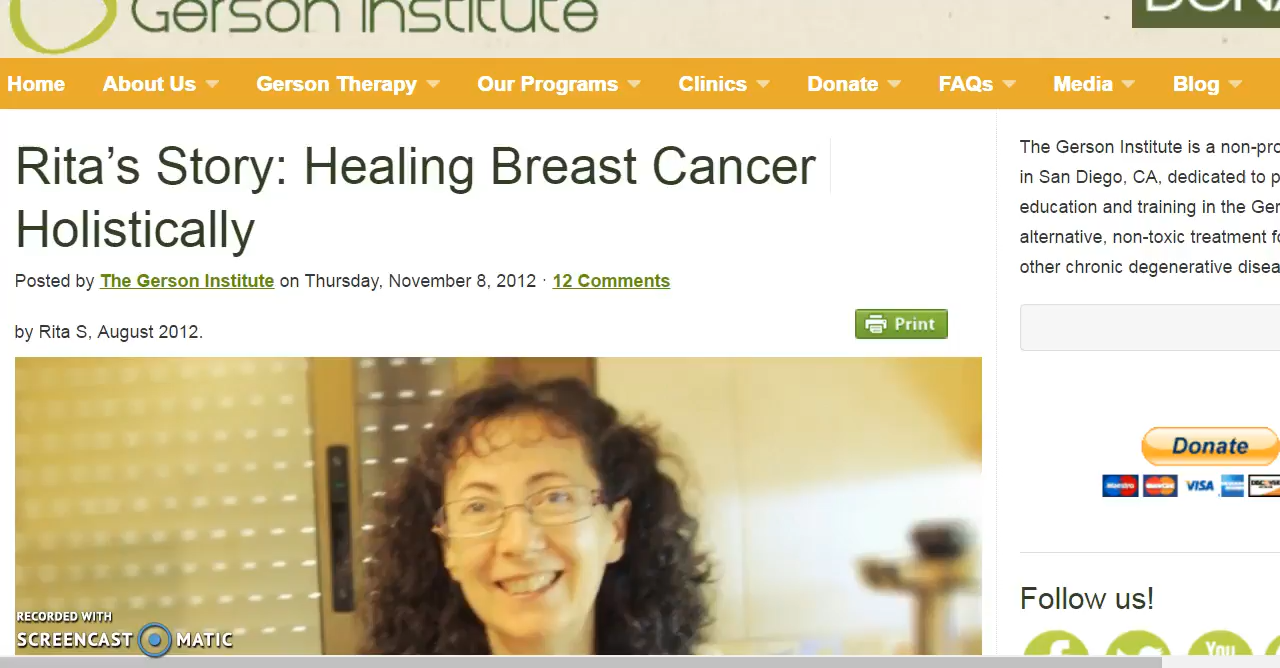 Gerson Institute
DONA
Home About Us Gerson Therapy Our Programs Clinics Donate FAQs Media Blog
Rita's Story: Healing Breast Cancer
Holistically
Posted by The Gerson Institute on Thursday, November 8, 2012 · 12 Comments
by Rita S, August 2012.
Print
RECORDED WITH
SCREENCAST MATIC
The Gerson Institute is a non-pro
in San Diego, CA, dedicated to p
education and training in the Ger
alternative, non-toxic treatment fo
other chronic degenerative disea
Donate
Maestro VISA
Follow us!
You